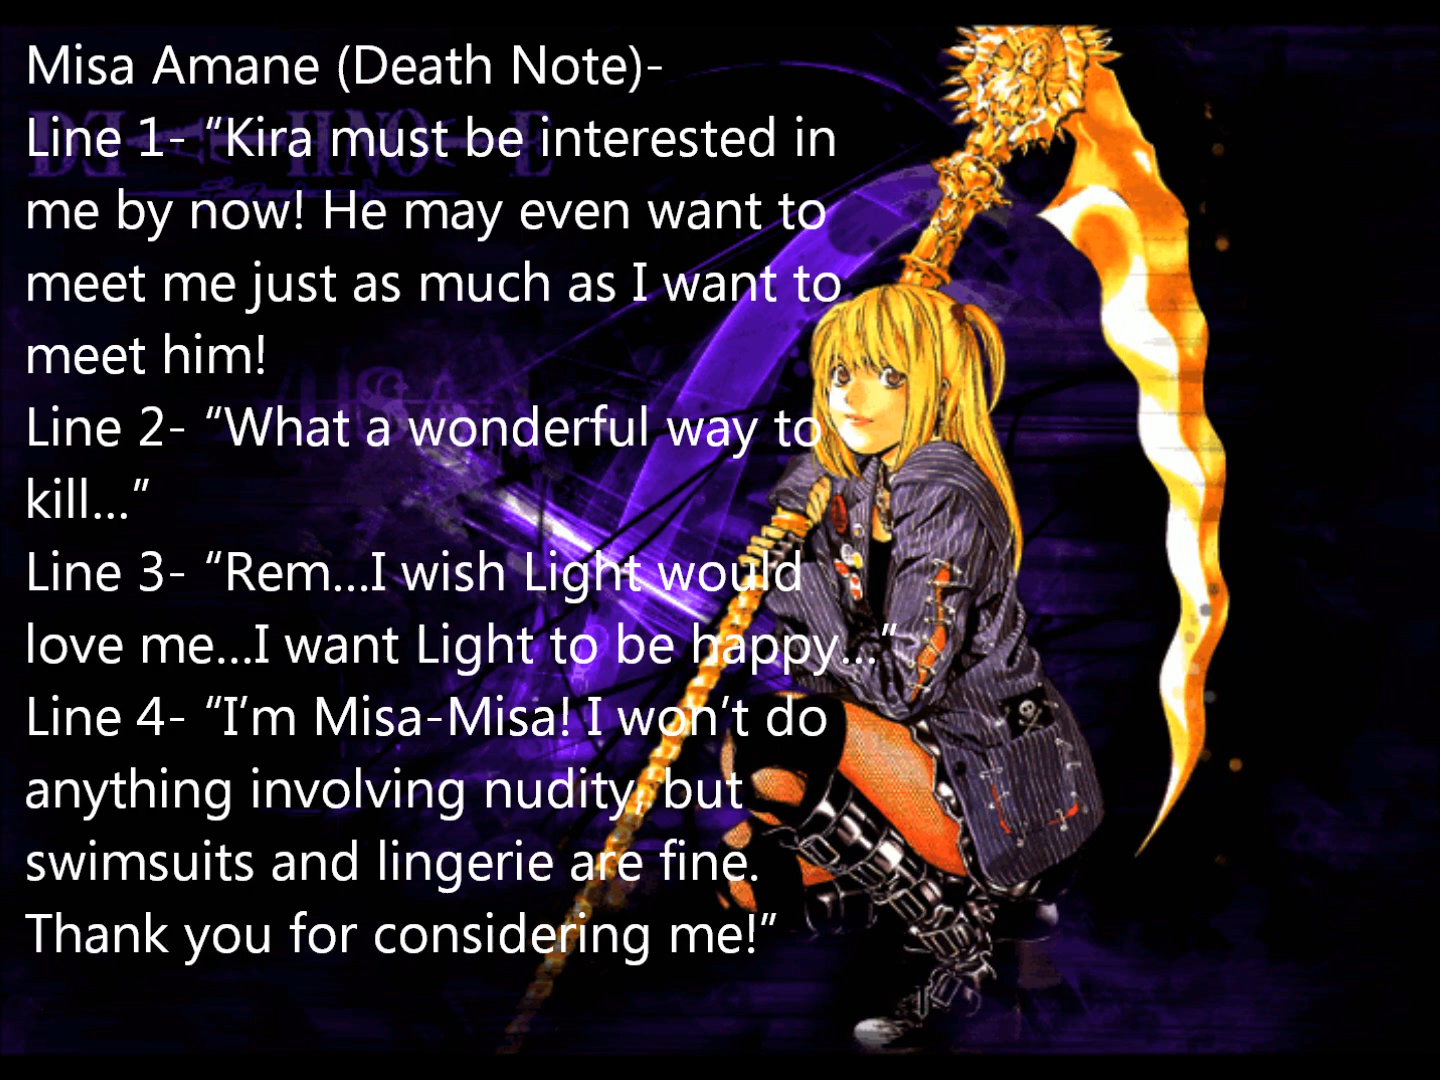 Misa Amane (Death Note)-
Line 1- “Kira must be interested in
me by now! He may even want to
meet me just as much as I want to
meet him!
Line 2- “What a wonderful way to
kill...”
Line 3- “Rem...I wish Light would
love me...I want Light to be happy...“
Line 4- “I’m Misa-Misa! I won’t do
anything involving nudity, but
swimsuits and lingerie are fine.
Thank you for considering me!”